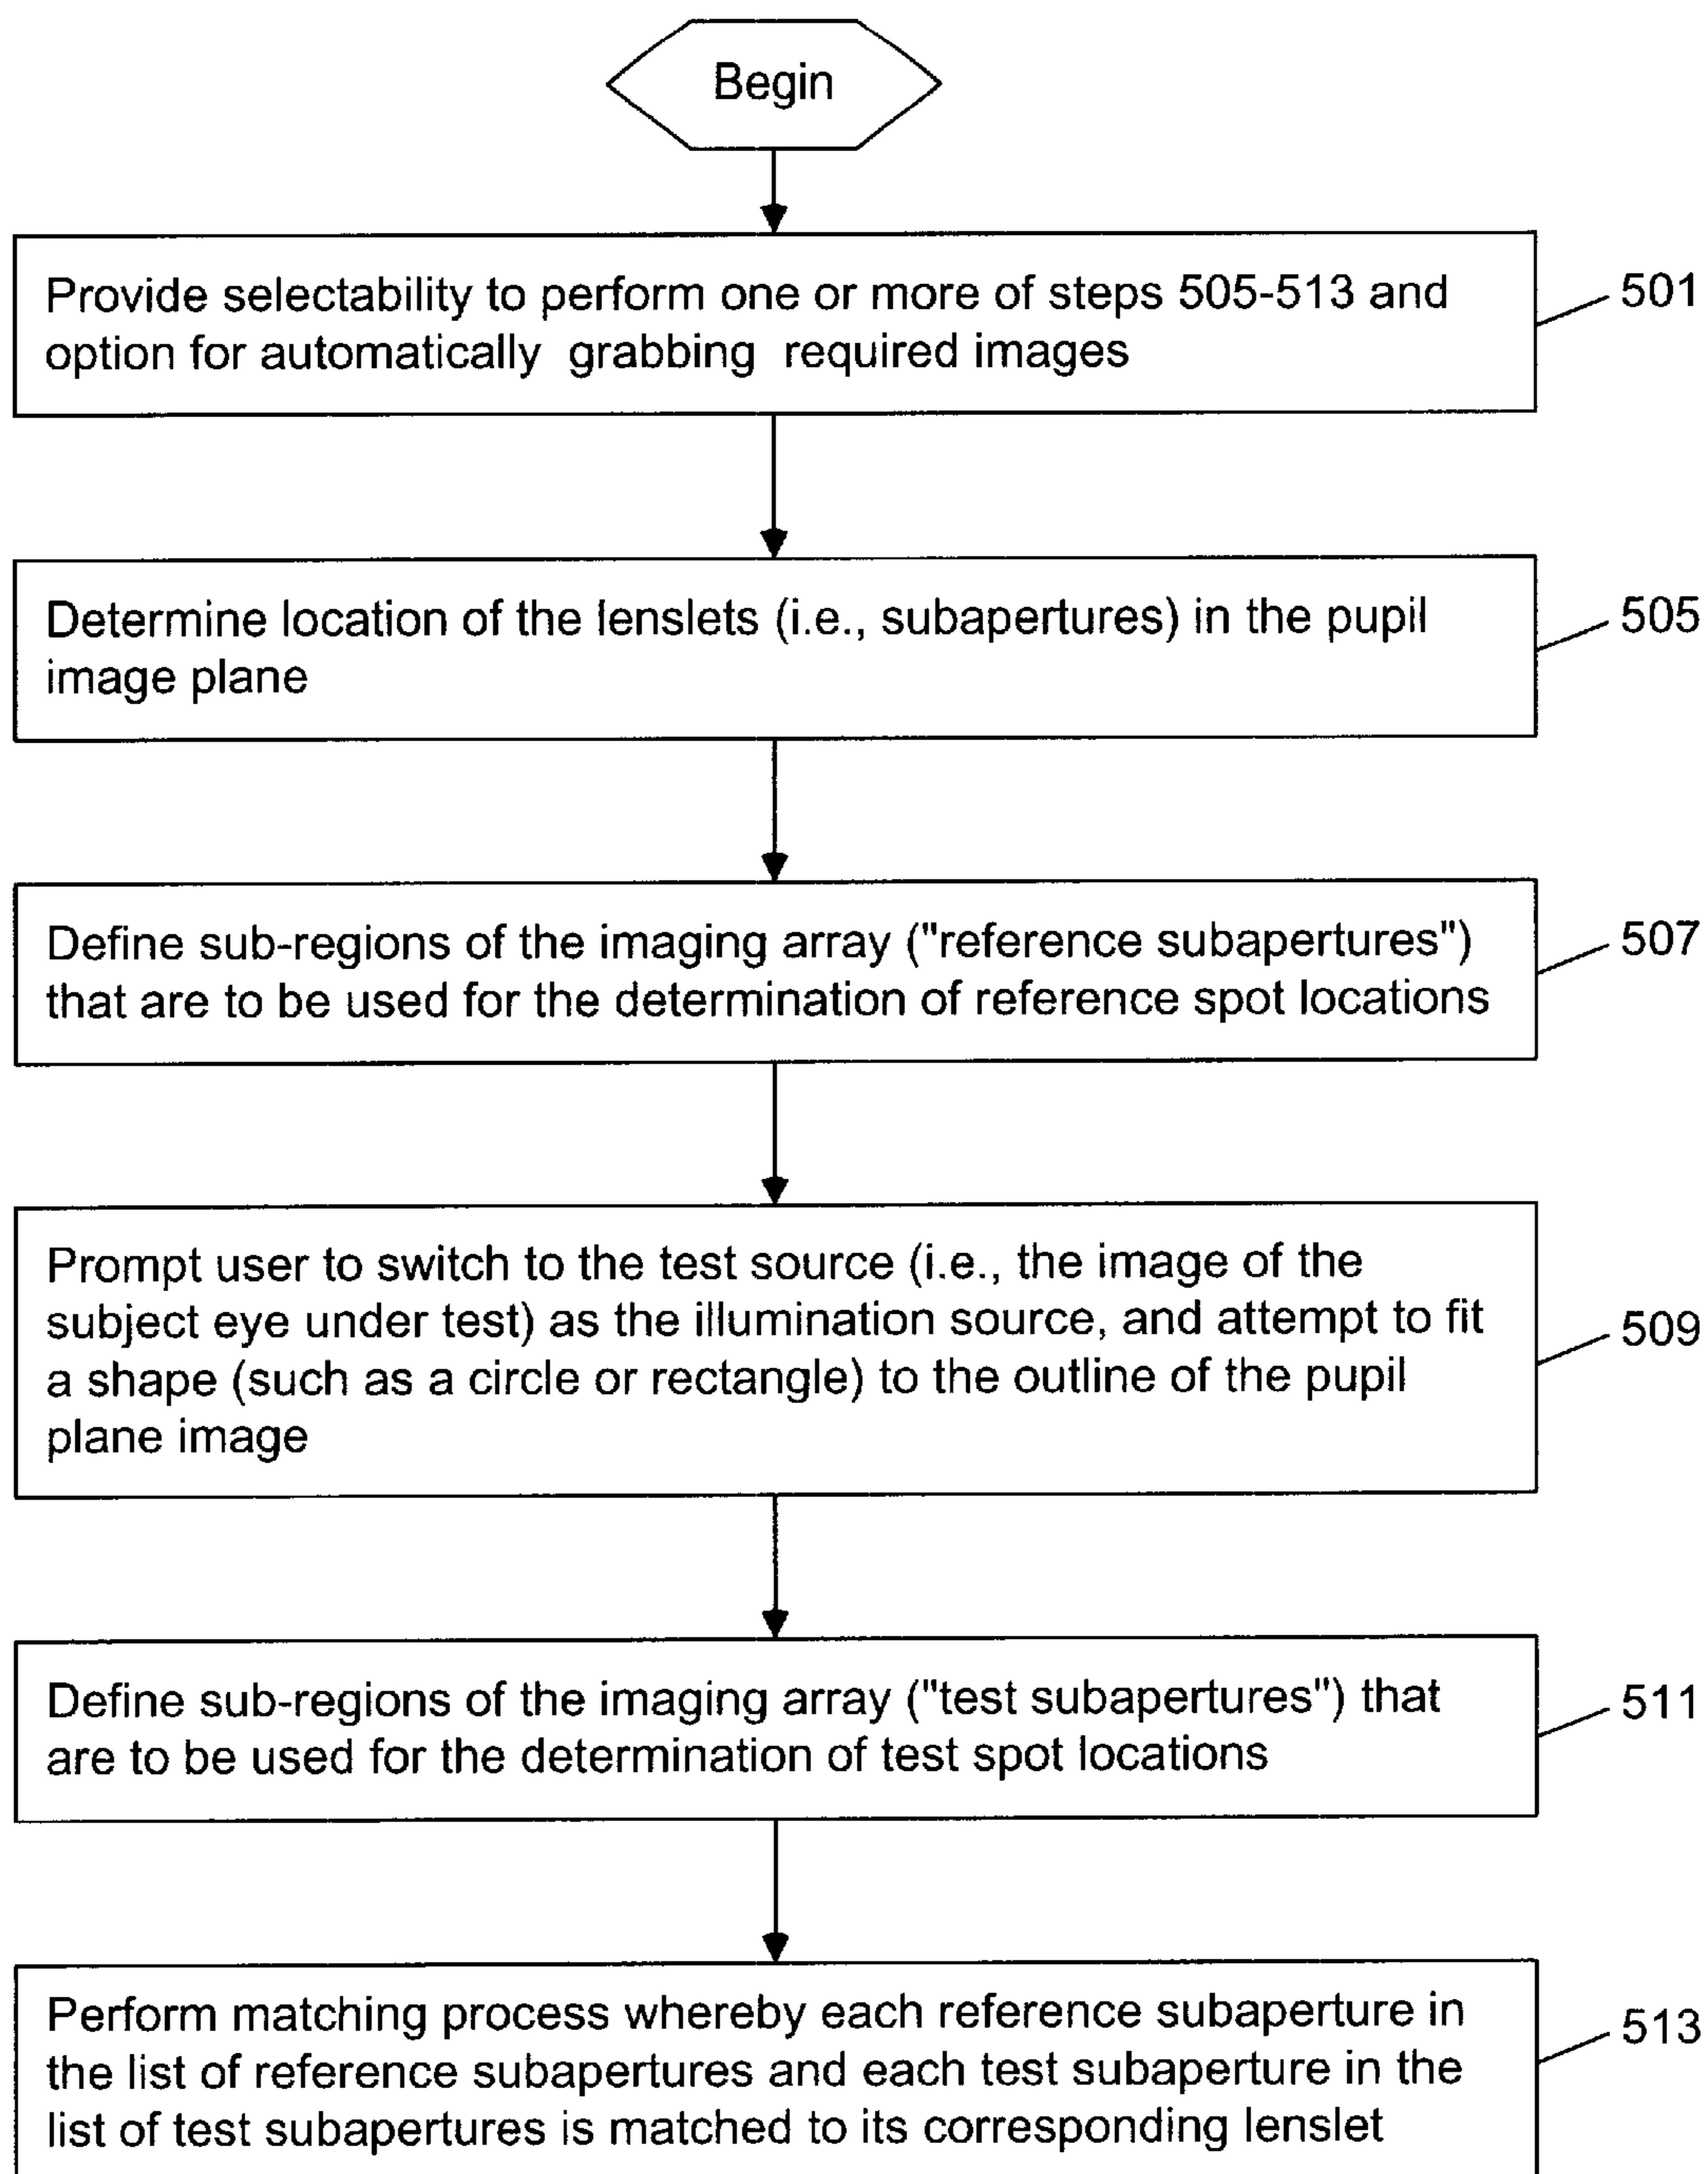 Begin
Provide selectability to perform one or more of steps 505-513 and
option for automatically grabbing required images
501
Determine location of the lenslets (i.e., subapertures) in the pupil
image plane
505
Define sub-regions of the imaging array ("reference subapertures")
that are to be used for the determination of reference spot locations
507
Prompt user to switch to the test source (i.e., the image of the
subject eye under test) as the illumination source, and attempt to fit
a shape (such as a circle or rectangle) to the outline of the pupil
plane image
509
Define sub-regions of the imaging array ("test subapertures") that
are to be used for the determination of test spot locations
511
Perform matching process whereby each reference subaperture in
the list of reference subapertures and each test subaperture in the
list of test subapertures is matched to its corresponding lenslet
513